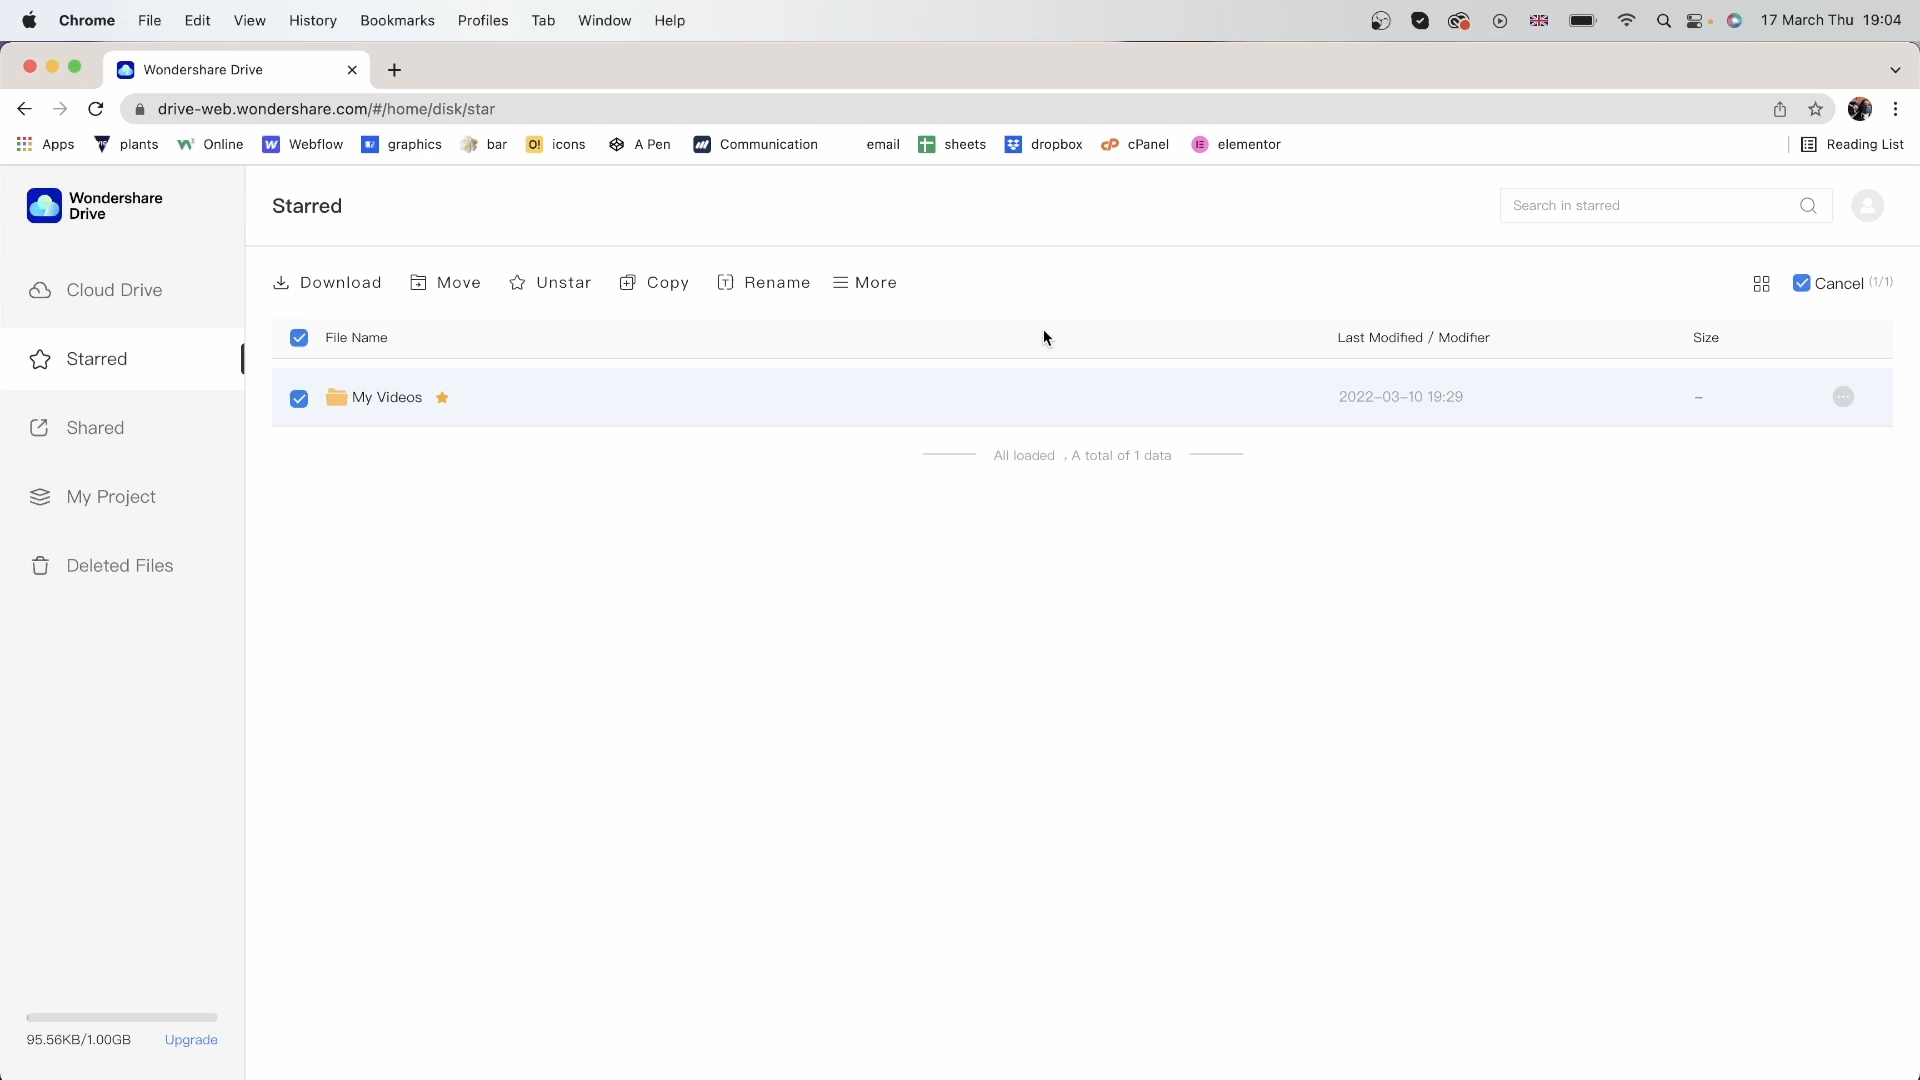 Chrome File Edit View History Bookmarks Profiles Tab Window Help 17 March Thu 19:04
Wondershare Drive
drive-web.wondershare.com/#/home/disk/star
Apps plants Online Webflow graphics bar icons A Pen Communication email sheets dropbox cPanel elementor Reading List
Wondershare
Drive
Starred
Search in starred
Cloud Drive
Starred
Shared
My Project
Deleted Files
Download Move Unstar Copy Rename More Cancel (1/1)
File Name Last Modified / Modifier Size
My Videos 2022-03-10 19:29 –
All loaded , A total of 1 data
95.56KB/1.00GB Upgrade